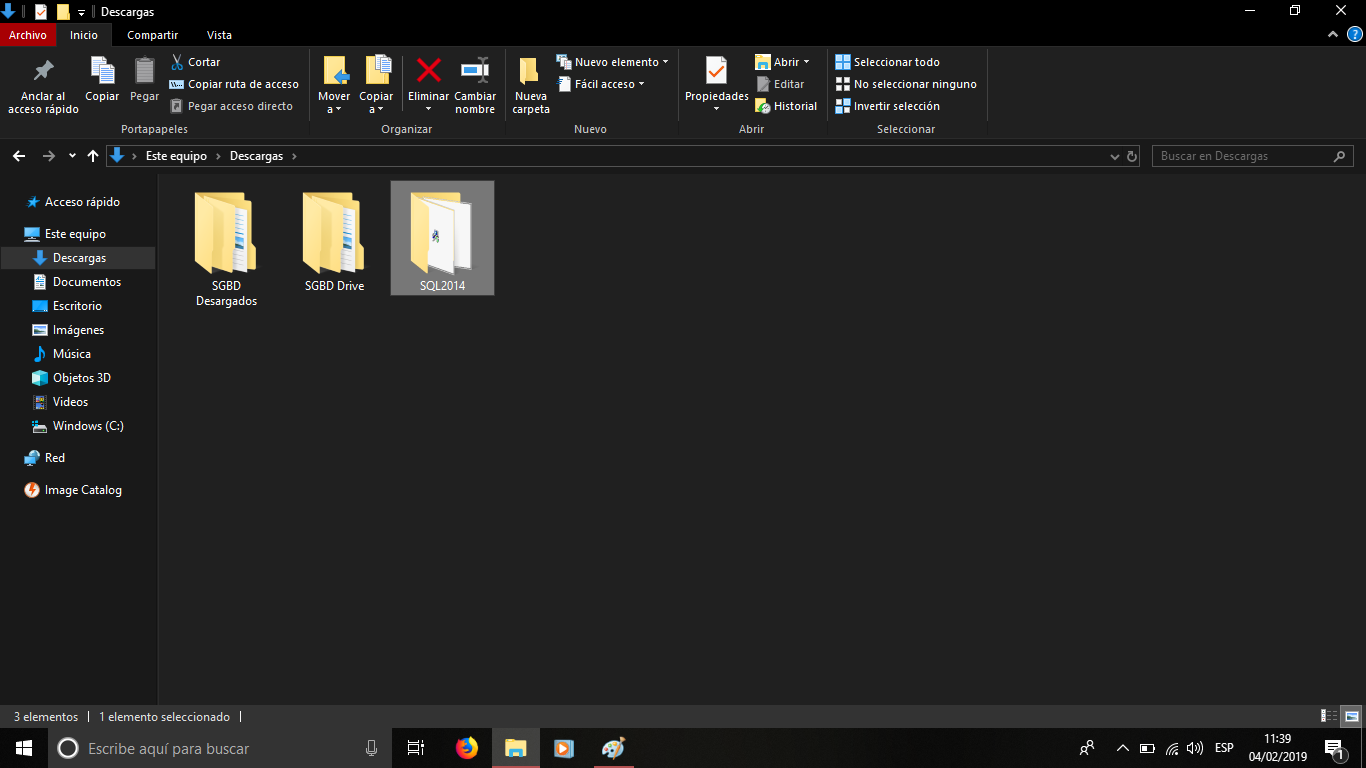 Descargas
Archivo Inicio Compartir Vista
Anclar al acceso rápido
Copiar
Pegar
Cortar
Copiar ruta de acceso
Pegar acceso directo
Portapapeles
Mover a
Copiar a
Eliminar
Cambiar nombre
Organizar
Nueva carpeta
Nuevo elemento
Fácil acceso
Nuevo
Propiedades
Abrir
Editar
Historial
Abrir
Seleccionar todo
No seleccionar ninguno
Invertir selección
Seleccionar
Este equipo > Descargas >
Buscar en Descargas
Acceso rápido
Este equipo
Descargas
Documentos
Escritorio
Imágenes
Música
Objetos 3D
Videos
Windows (C:)
Red
Image Catalog
SGBD
Desargados
SGBD Drive
SQL2014
3 elementos | 1 elemento seleccionado |
Escribe aquí para buscar
ESP
11:39
04/02/2019
1